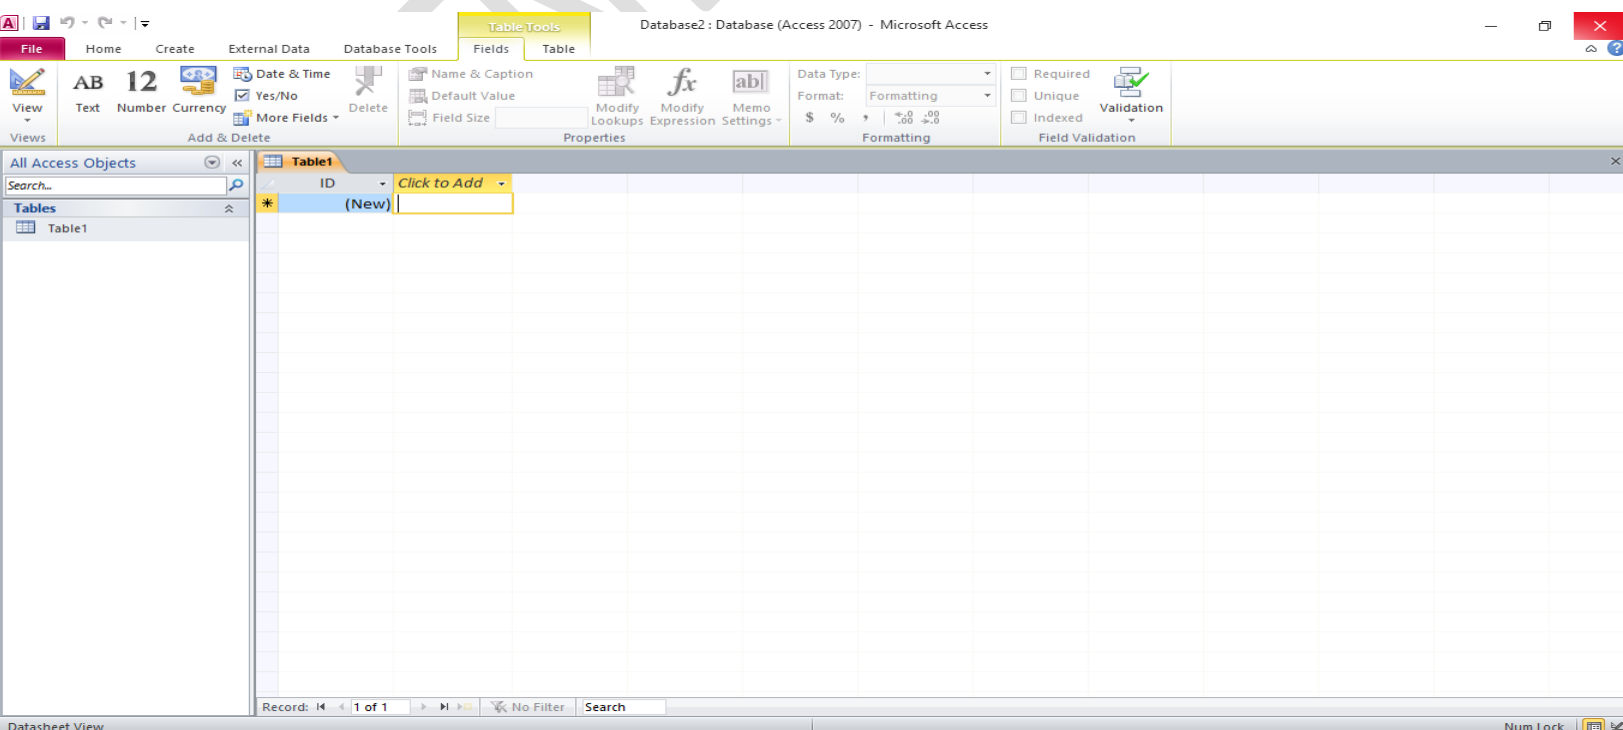 Table Tools Database2 : Database (Access 2007) - Microsoft Access
File Home Create External Data Database Tools Fields Table
View
Views
AB
Text
12
Number
Currency
Date & Time
Yes/No
More Fields
Delete
Add & Delete
Name & Caption
Default Value
Field Size
Modify
Lookups
fx
Modify
Expression
ab|
Memo
Settings
Properties
Data Type:
Format: Formatting
$ % , .0 .00 .00 .0
Formatting
Required
Unique
Indexed
Validation
Field Validation
All Access Objects
Search...
Tables
Table1
Table1
ID Click to Add
(New)
Record: 1 of 1 No Filter Search
Datasheet View Num Lock